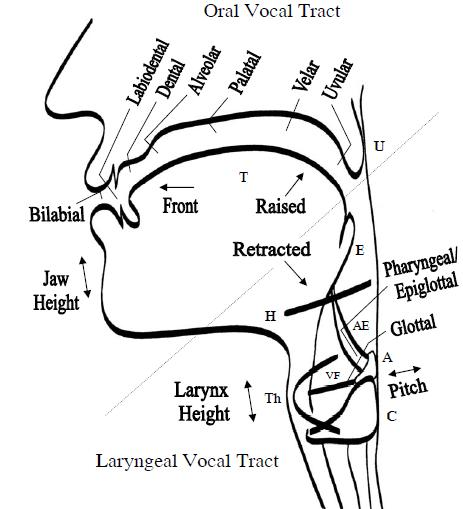 Oral Vocal Tract
Labiodental
Dental
Alveolar
Palatal
Velar
Uvular
U
T
Bilabial
Front
Raised
Retracted
E
Pharyngeal/
Epiglottal
Jaw
Height
H
AE
Glottal
A
VF
Pitch
Larynx
Height
Th
C
Laryngeal Vocal Tract